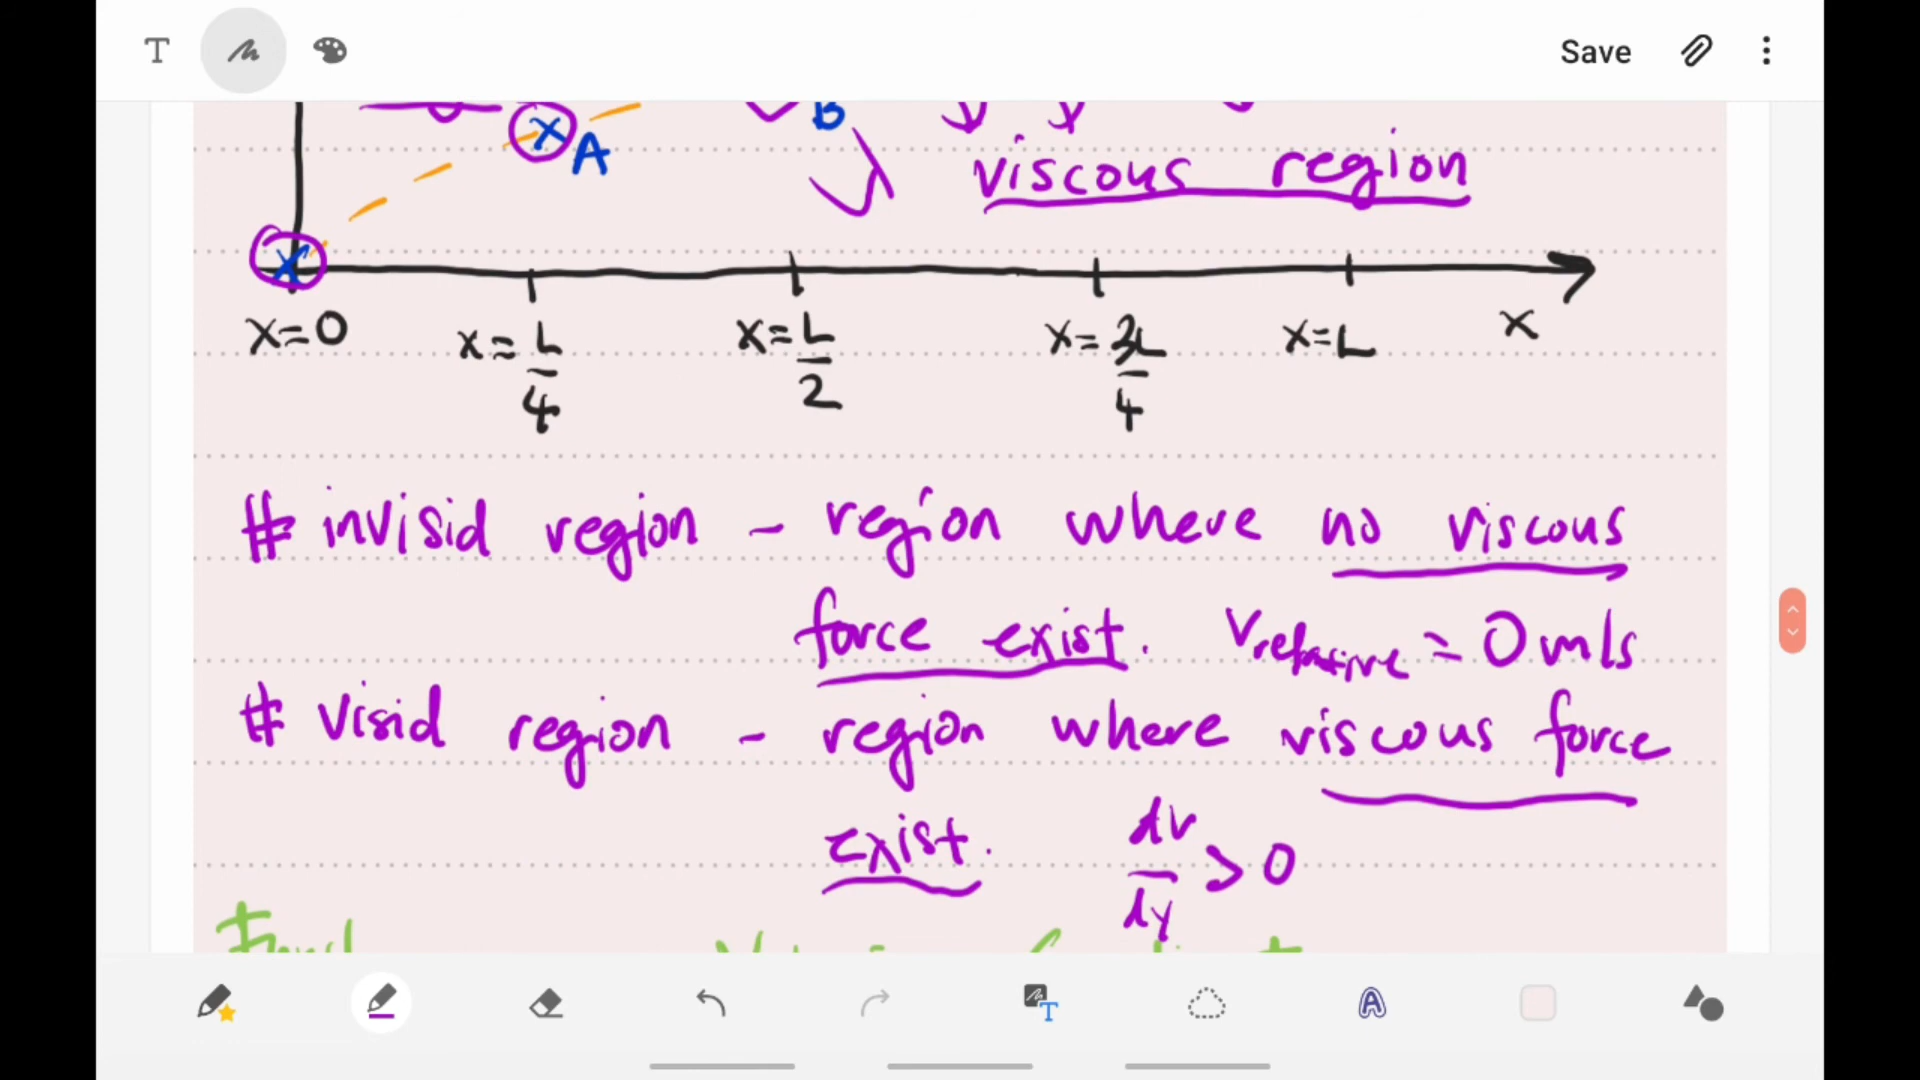 T
Save
B
A
viscous region
x=0 x=L/4 x=L/2 x=3L/4 x=L x
# invisid region - region where no viscous
force exist. Vrelative = 0 m/s
# visid region - region where viscous force
exist. dv/dy > 0